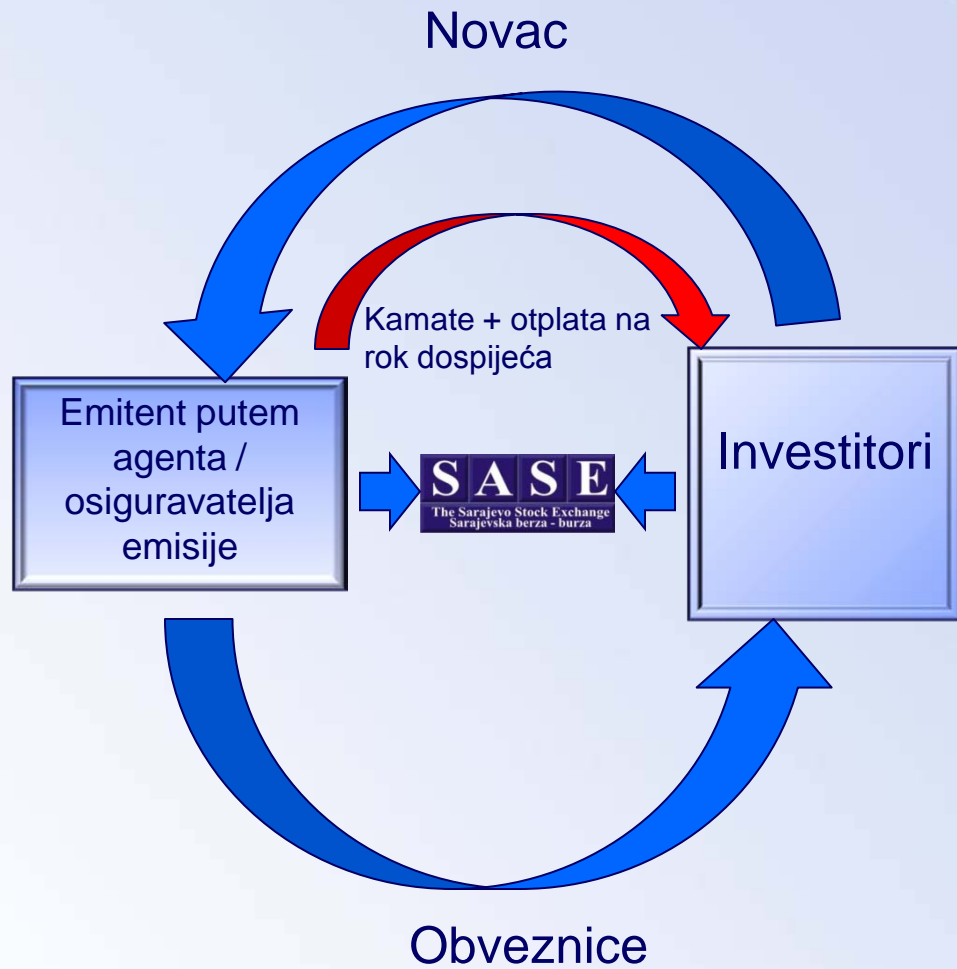 Novac
Kamate + otplata na
rok dospijeća
Emitent putem
agenta /
osiguravatelja
emisije
SASE
The Sarajevo Stock Exchange
Sarajevska berza - burza
Investitori
Obveznice